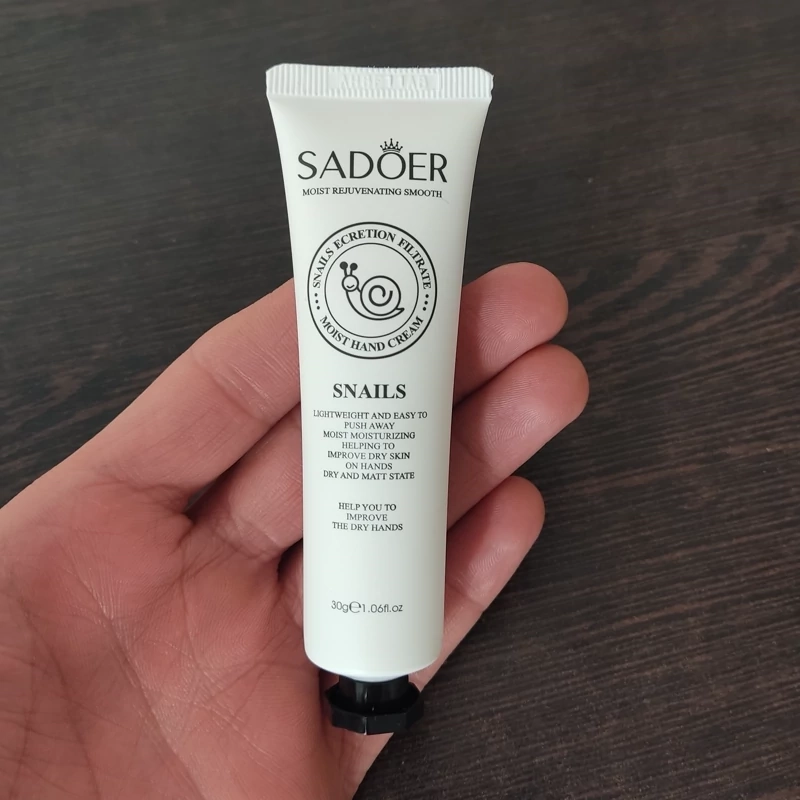 SADOER
MOIST REJUVENATING SMOOTH
SNAILS ECRETION FILTRATE
MOIST HAND CREAM
SNAILS
LIGHTWEIGHT AND EASY TO
PUSH AWAY
MOIST MOISTURIZING
HELPING TO
IMPROVE DRY SKIN
ON HANDS
DRY AND MATT STATE
HELP YOU TO
IMPROVE
THE DRY HANDS
30g℮1.06fl.oz